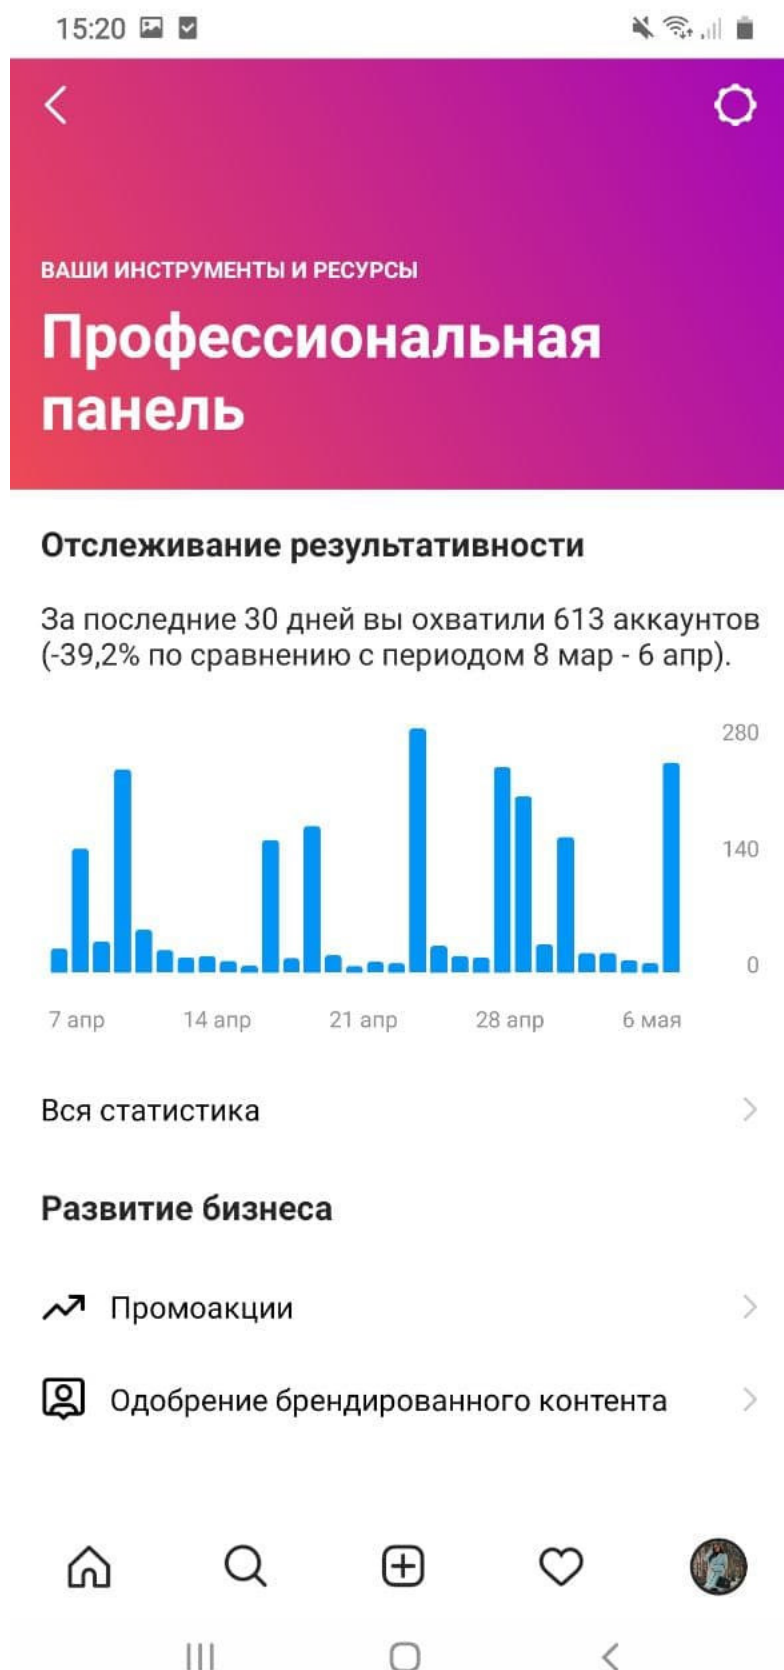 15:20
ВАШИ ИНСТРУМЕНТЫ И РЕСУРСЫ
Профессиональная
панель
Отслеживание результативности
За последние 30 дней вы охватили 613 аккаунтов
(-39,2% по сравнению с периодом 8 мар - 6 апр).
280
140
0
7 апр 14 апр 21 апр 28 апр 6 мая
Вся статистика
Развитие бизнеса
Промоакции
Одобрение брендированного контента